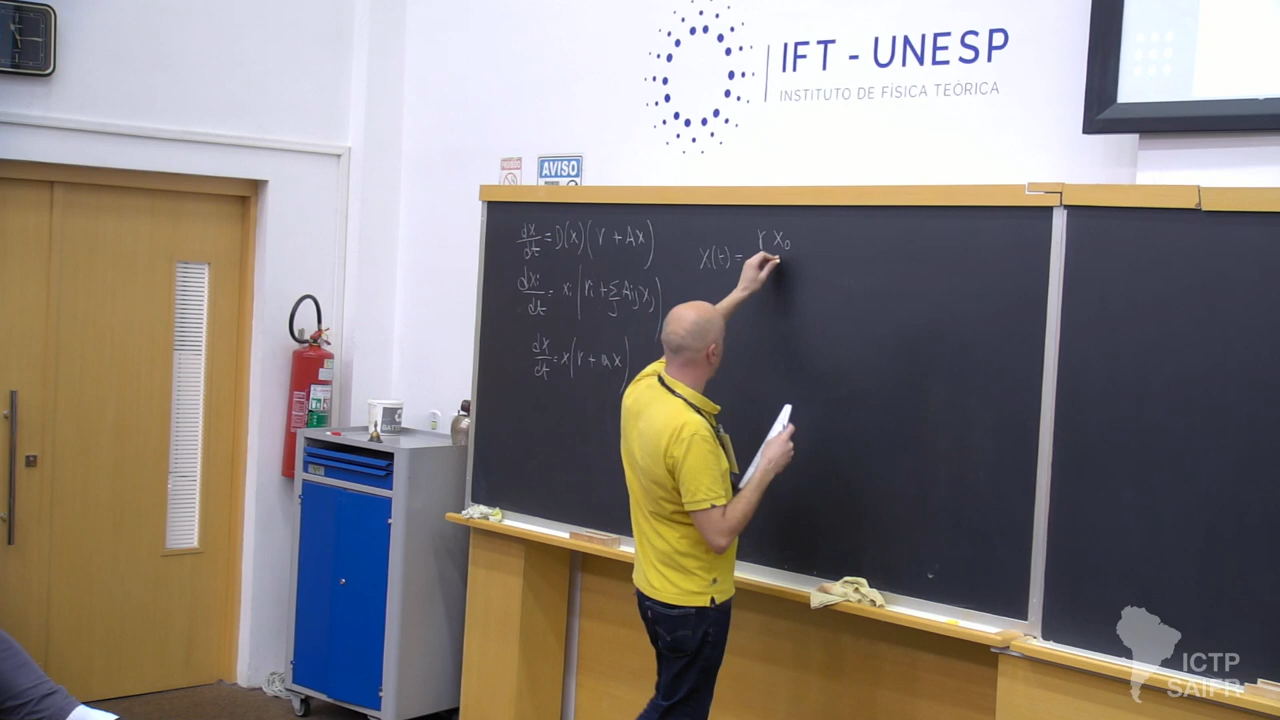 IFT - UNESP
INSTITUTO DE FÍSICA TEÓRICA
AVISO
dx/dt = D(x)(r + Ax)
dxi/dt = xi(ri + Σj Aij xj)
dx/dt = x(r + ax)
x(t) = r x0
ICTP
SAIFR